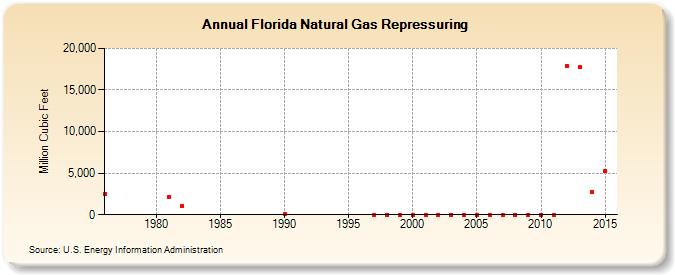 Annual Florida Natural Gas Repressuring
Million Cubic Feet
20,000
15,000
10,000
5,000
0
1980 1985 1990 1995 2000 2005 2010 2015
Source: U.S. Energy Information Administration